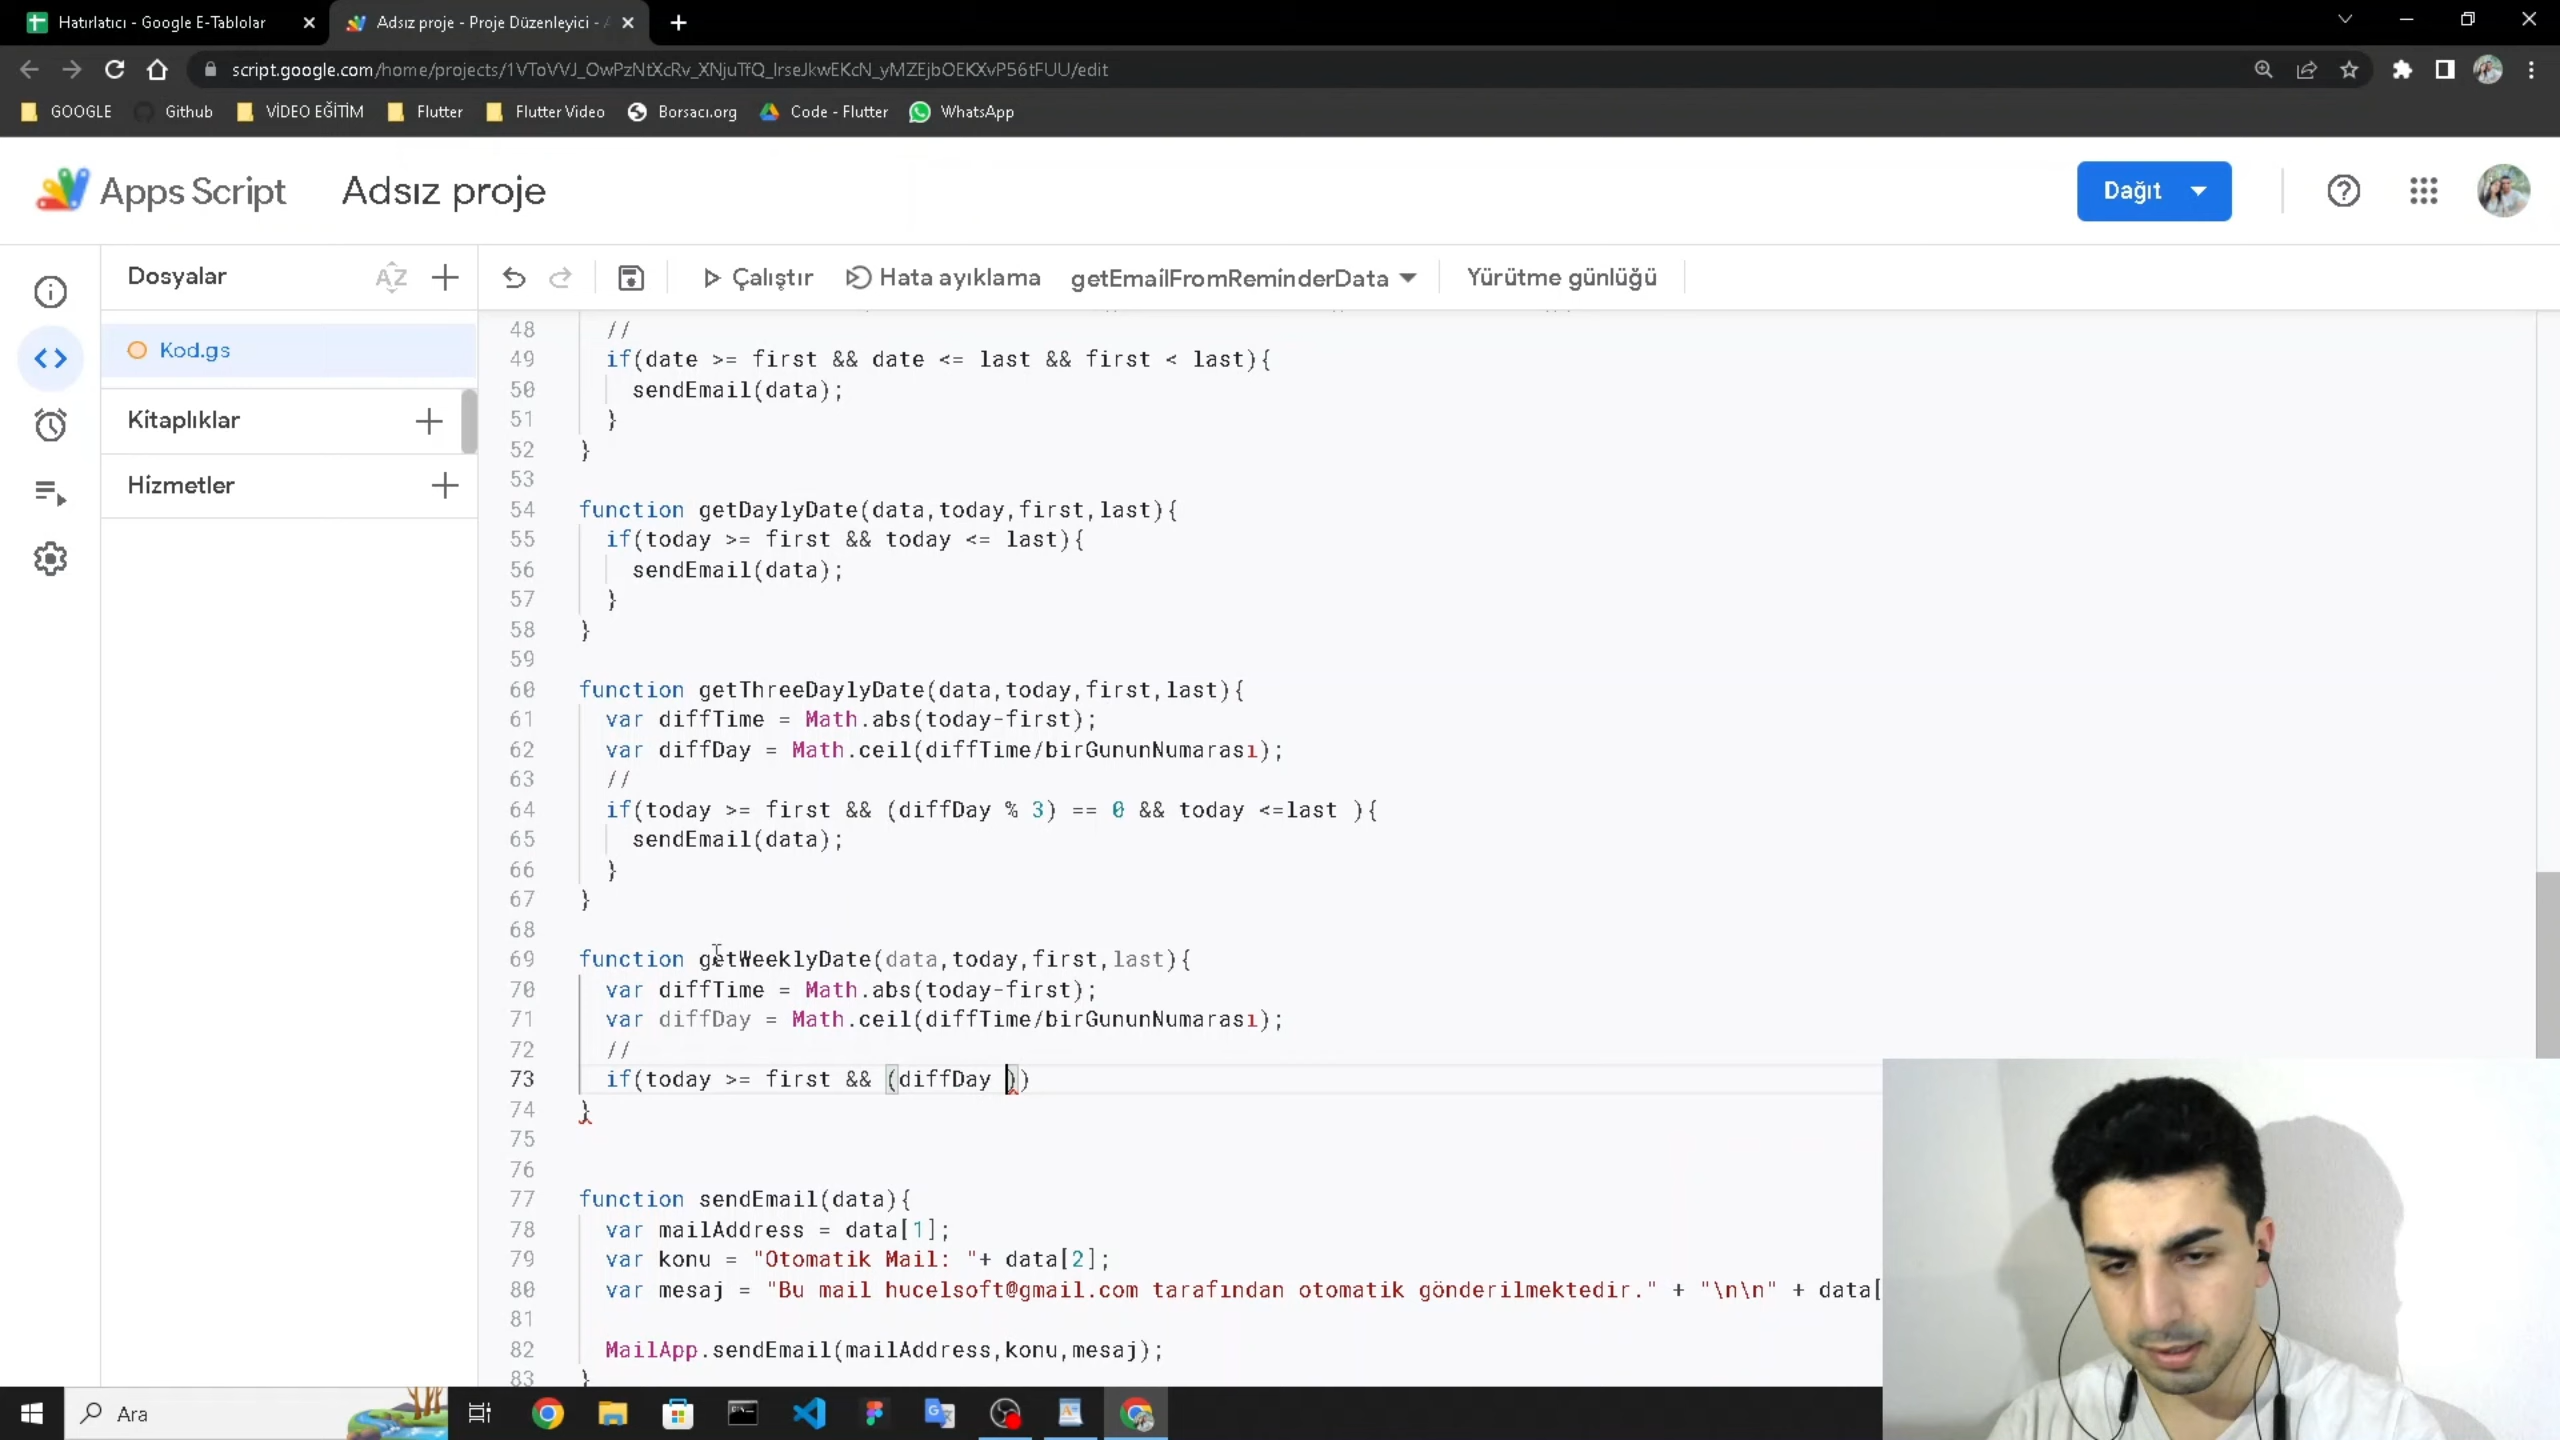 Hatırlatıcı - Google E-Tablolar
Adsız proje - Proje Düzenleyici - A
script.google.com/home/projects/1VToVVJ_OwPzNtXcRv_XNjuTfQ_IrseJkwEKcN_yMZEjbOEKXvP56tFUU/edit
GOOGLE Github VİDEO EĞİTİM Flutter Flutter Video Borsacı.org Code - Flutter WhatsApp
Apps Script Adsız proje Dağıt
Dosyalar AZ Çalıştır Hata ayıklama getEmailFromReminderData Yürütme günlüğü
Kod.gs
Kitaplıklar
Hizmetler
48 //
49 if(date >= first && date <= last && first < last){
50 sendEmail(data);
51 }
52 }
53
54 function getDaylyDate(data,today,first,last){
55 if(today >= first && today <= last){
56 sendEmail(data);
57 }
58 }
59
60 function getThreeDaylyDate(data,today,first,last){
61 var diffTime = Math.abs(today-first);
62 var diffDay = Math.ceil(diffTime/birGununNumarası);
63 //
64 if(today >= first && (diffDay % 3) == 0 && today <=last ){
65 sendEmail(data);
66 }
67 }
68
69 function getWeeklyDate(data,today,first,last){
70 var diffTime = Math.abs(today-first);
71 var diffDay = Math.ceil(diffTime/birGununNumarası);
72 //
73 if(today >= first && (diffDay ))
74 }
75
76
77 function sendEmail(data){
78 var mailAddress = data[1];
79 var konu = "Otomatik Mail: "+ data[2];
80 var mesaj = "Bu mail hucelsoft@gmail.com tarafından otomatik gönderilmektedir." + "\n\n" + data[
81
82 MailApp.sendEmail(mailAddress,konu,mesaj);
83 }
Ara